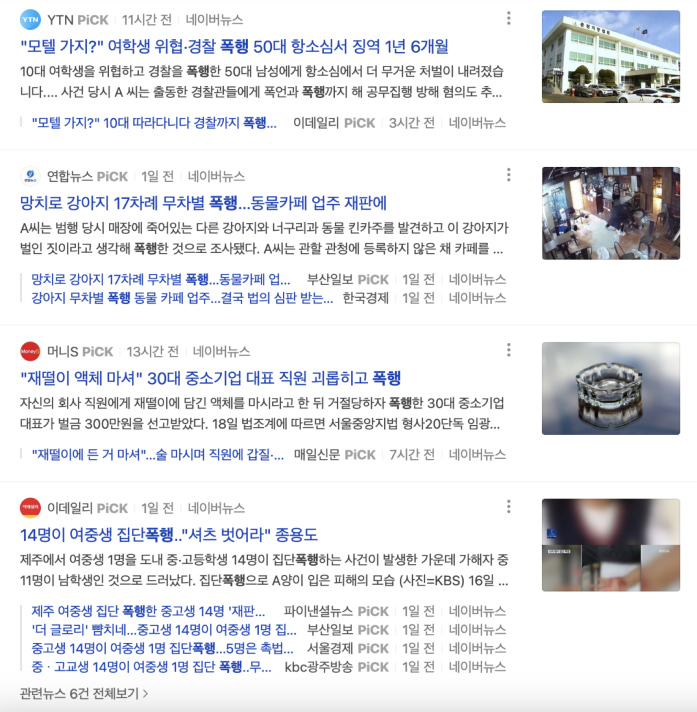 YTN YTN PiCK 11시간 전 네이버뉴스
"모텔 가지?" 여학생 위협·경찰 폭행 50대 항소심서 징역 1년 6개월
10대 여학생을 위협하고 경찰을 폭행한 50대 남성에게 항소심에서 더 무거운 처벌이 내려졌습
니다.... 사건 당시 A 씨는 출동한 경찰관들에게 폭언과 폭행까지 해 공무집행 방해 혐의도 추...
"모텔 가지?" 10대 따라다니다 경찰까지 폭행... 이데일리 PiCK 3시간 전 네이버뉴스
연합뉴스 PiCK 1일 전 네이버뉴스
망치로 강아지 17차례 무차별 폭행...동물카페 업주 재판에
A씨는 범행 당시 매장에 죽어있는 다른 강아지와 너구리과 동물 킨카주를 발견하고 이 강아지가
벌인 짓이라고 생각해 폭행한 것으로 조사됐다. A씨는 관할 관청에 등록하지 않은 채 카페를 ...
망치로 강아지 17차례 무차별 폭행...동물카페 업... 부산일보 PiCK 1일 전 네이버뉴스
강아지 무차별 폭행 동물 카페 업주...결국 법의 심판 받는... 한국경제 1일 전 네이버뉴스
MoneyS 머니S PiCK 13시간 전 네이버뉴스
"재떨이 액체 마셔" 30대 중소기업 대표 직원 괴롭히고 폭행
자신의 회사 직원에게 재떨이에 담긴 액체를 마시라고 한 뒤 거절당하자 폭행한 30대 중소기업
대표가 벌금 300만원을 선고받았다. 18일 법조계에 따르면 서울중앙지법 형사20단독 임광...
"재떨이에 든 거 마셔"...술 마시며 직원에 갑질·... 매일신문 PiCK 7시간 전 네이버뉴스
이데일리 이데일리 PiCK 1일 전 네이버뉴스
14명이 여중생 집단폭행.."셔츠 벗어라" 종용도
제주에서 여중생 1명을 도내 중·고등학생 14명이 집단폭행하는 사건이 발생한 가운데 가해자 중
11명이 남학생인 것으로 드러났다. 집단폭행으로 A양이 입은 피해의 모습 (사진=KBS) 16일 ...
제주 여중생 집단 폭행한 중고생 14명 '재판... 파이낸셜뉴스 PiCK 1일 전 네이버뉴스
'더 글로리' 뺨치네...중고생 14명이 여중생 1명 집... 부산일보 PiCK 1일 전 네이버뉴스
중고생 14명이 여중생 1명 집단폭행...5명은 촉법... 서울경제 PiCK 1일 전 네이버뉴스
중ㆍ고교생 14명이 여중생 1명 집단 폭행..무... kbc광주방송 PiCK 1일 전 네이버뉴스
관련뉴스 6건 전체보기 >